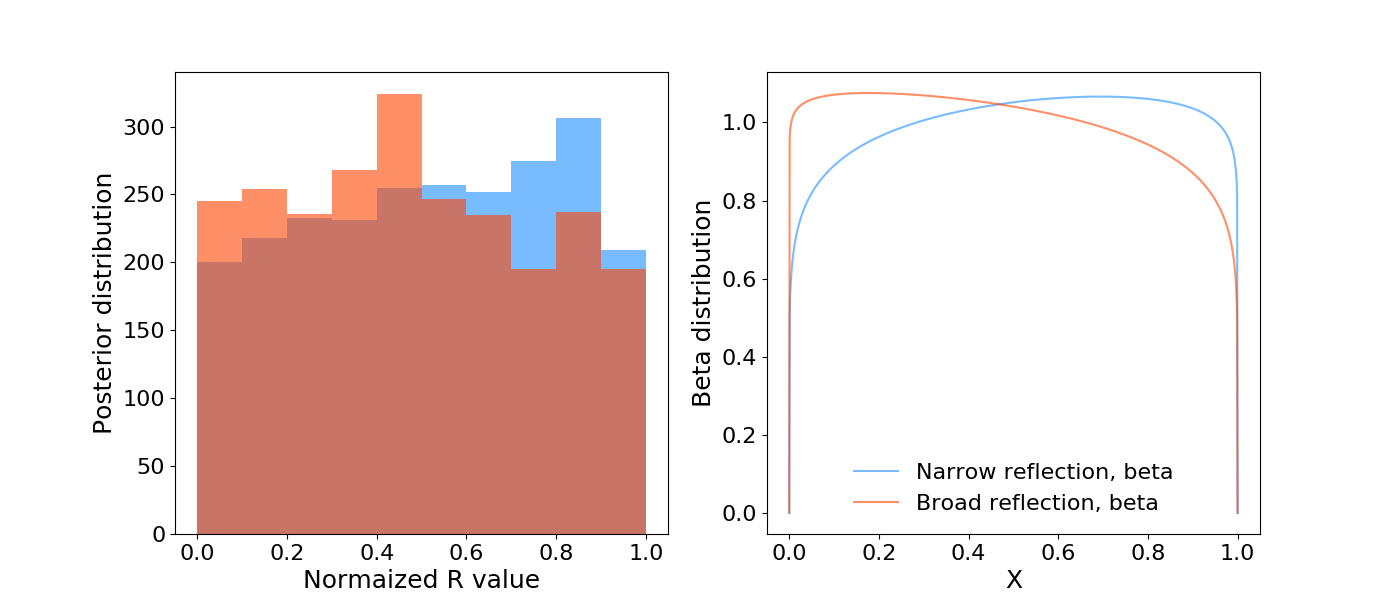 Posterior distribution
300
250
200
150
100
50
0
0.0 0.2 0.4 0.6 0.8 1.0
Normaized R value
Beta distribution
1.0
0.8
0.6
0.4
0.2
0.0
Narrow reflection, beta
Broad reflection, beta
0.0 0.2 0.4 0.6 0.8 1.0
X